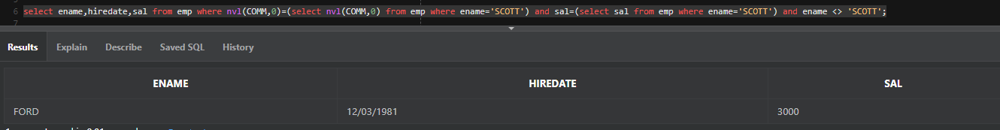 6 select ename,hiredate,sal from emp where nvl(COMM,0)=(select nvl(COMM,0) from emp where ename='SCOTT') and sal=(select sal from emp where ename='SCOTT') and ename <> 'SCOTT';
7
Results Explain Describe Saved SQL History
ENAME HIREDATE SAL
FORD 12/03/1981 3000